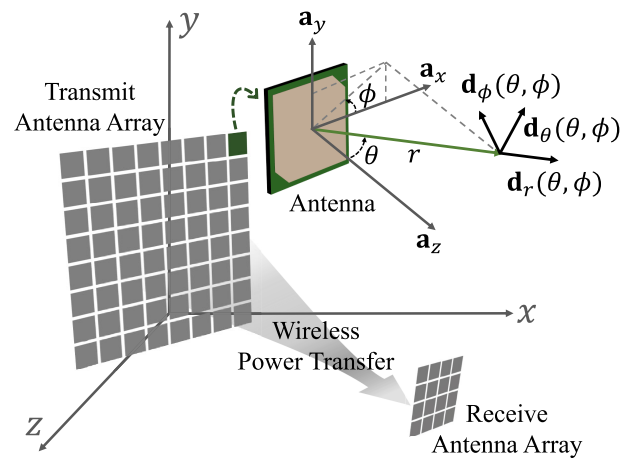 y
Transmit
Antenna Array
a_y
a_x
ϕ
θ
r
d_ϕ(θ, ϕ)
d_θ(θ, ϕ)
d_r(θ, ϕ)
Antenna
a_z
x
Wireless
Power Transfer
z
Receive
Antenna Array